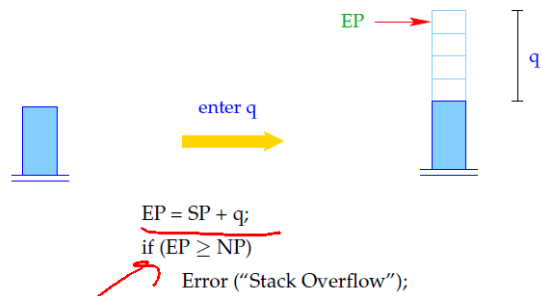 EP
q
enter q
EP = SP + q;
if (EP ≥ NP)
Error (“Stack Overflow”);